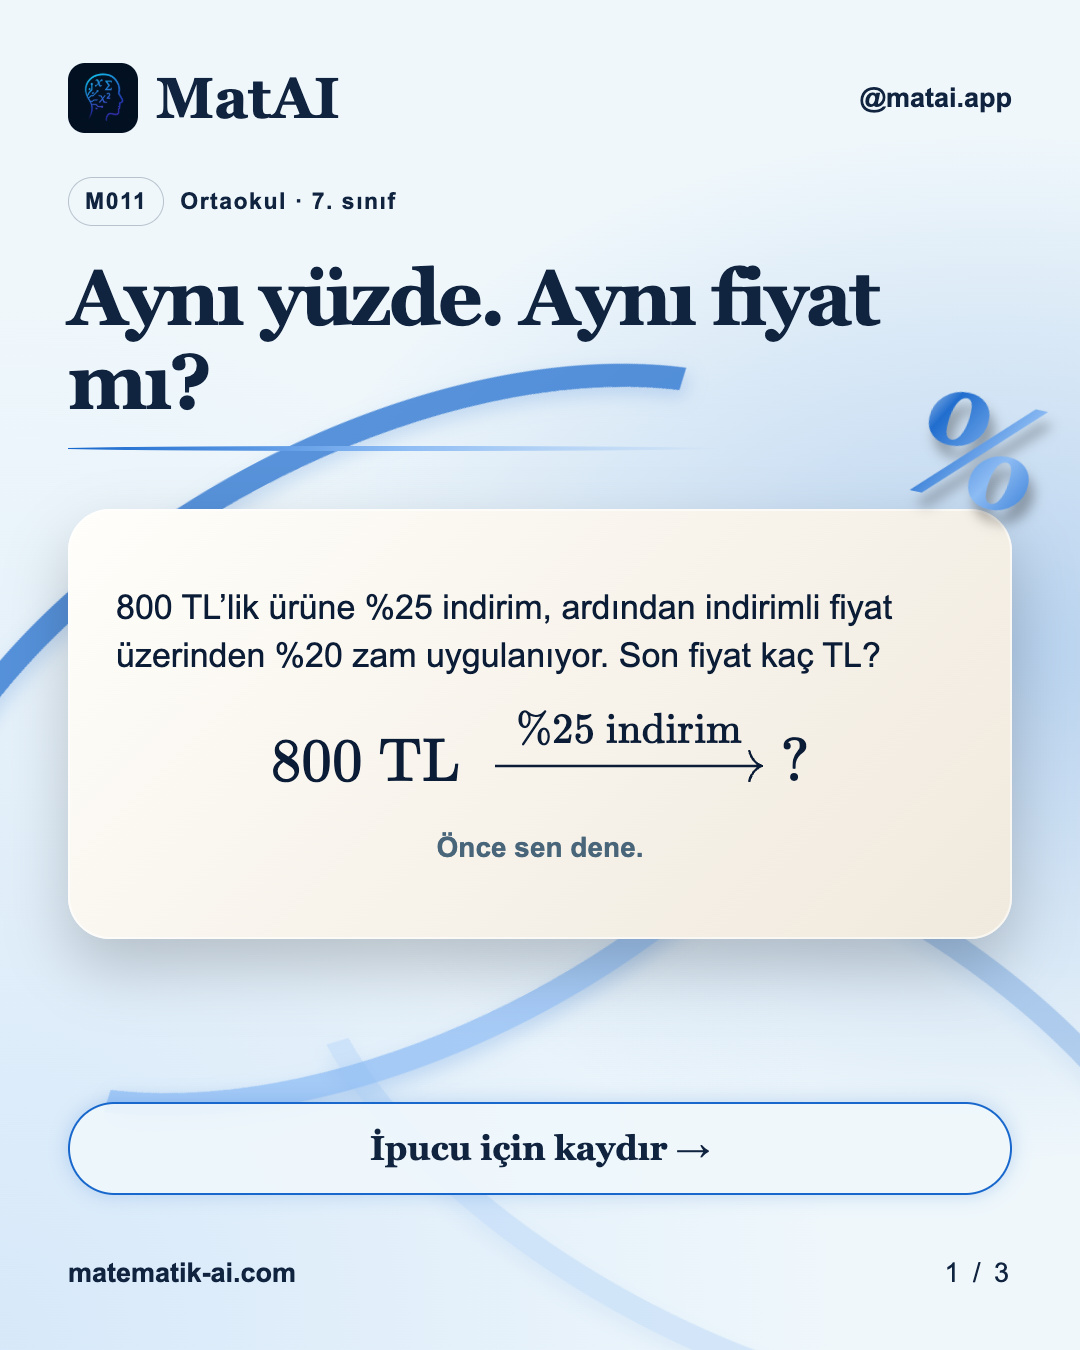 MatAI
@matai.app
M011
Ortaokul · 7. sınıf
Aynı yüzde. Aynı fiyat
mı?
%
800 TL’lik ürüne %25 indirim, ardından indirimli fiyat
üzerinden %20 zam uygulanıyor. Son fiyat kaç TL?
%25 indirim
800 TL → ?
Önce sen dene.
İpucu için kaydır →
matematik-ai.com
1 / 3